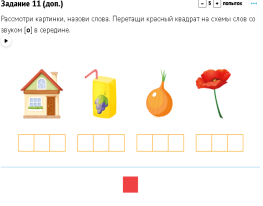 Задание 11 (доп.)
– 5 + попыток ...
Рассмотри картинки, назови слова. Перетащи красный квадрат на схемы слов со
звуком [о] в середине.